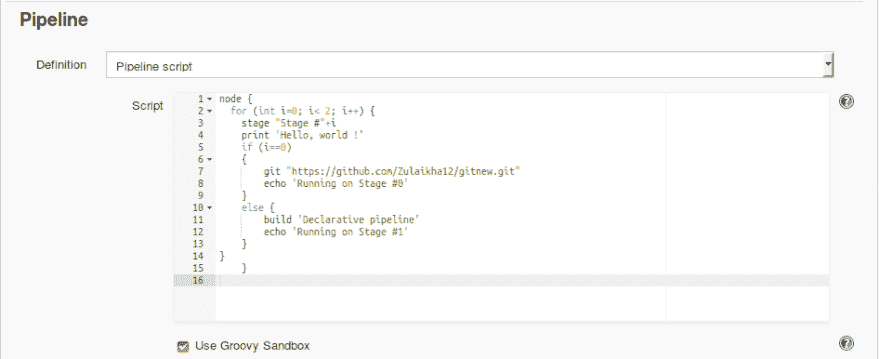 Pipeline
Definition
Pipeline script
Script
1 node {
2 for (int i=0; i< 2; i++) {
3 stage "Stage #"+i
4 print 'Hello, world !'
5 if (i==0)
6 {
7 git "https://github.com/Zulaikha12/gitnew.git"
8 echo 'Running on Stage #0'
9 }
10 else {
11 build 'Declarative pipeline'
12 echo 'Running on Stage #1'
13 }
14 }
15 }
16
Use Groovy Sandbox